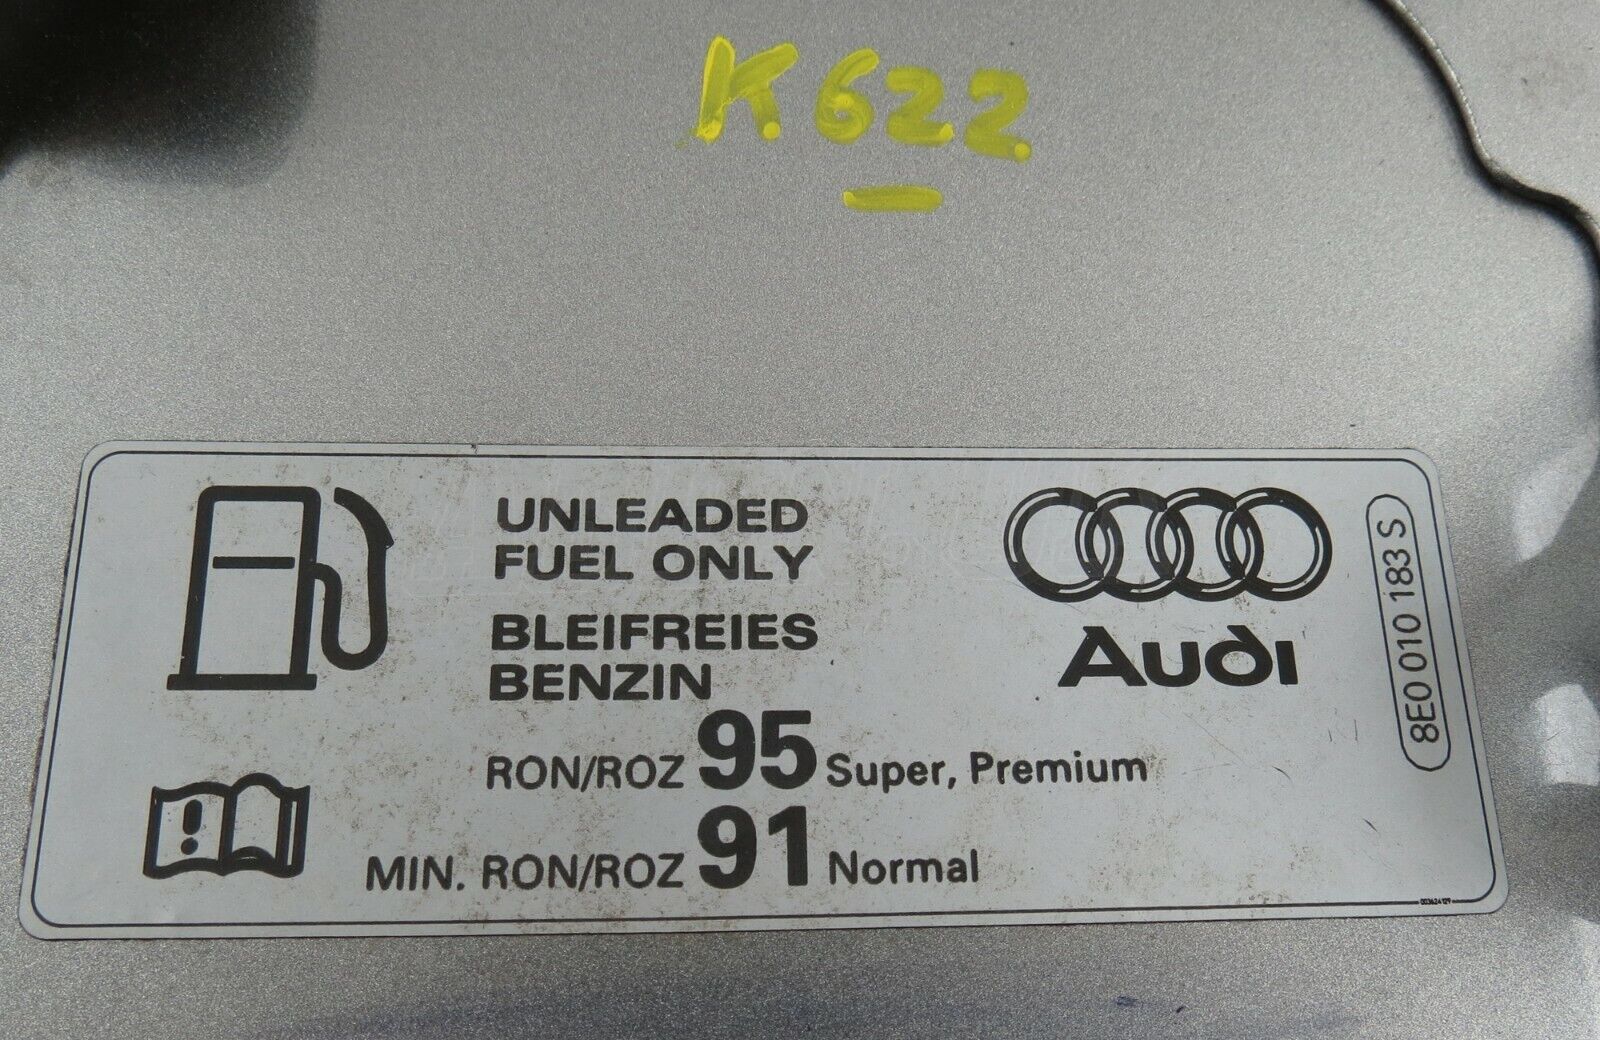 K622
UNLEADED
FUEL ONLY
BLEIFREIES
BENZIN
RON/ROZ 95 Super, Premium
MIN. RON/ROZ 91 Normal
Audi
8E0 010 183 S
003624129